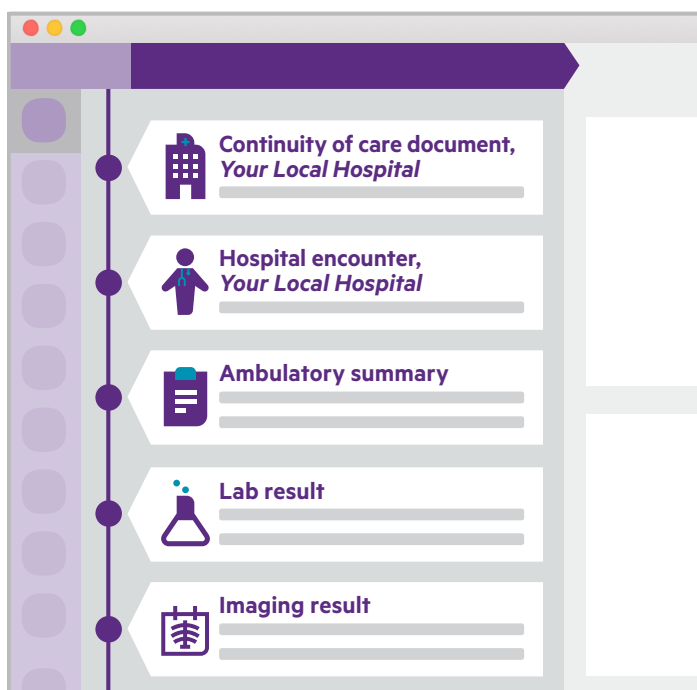 Continuity of care document,
Your Local Hospital
Hospital encounter,
Your Local Hospital
Ambulatory summary
Lab result
Imaging result